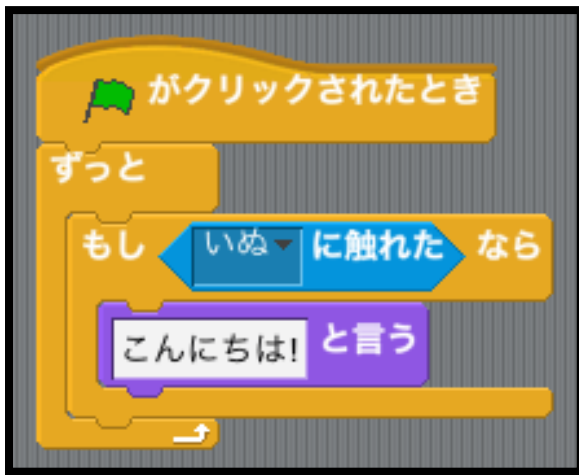 がクリックされたとき
ずっと
もし いぬ に触れた なら
こんにちは! と言う